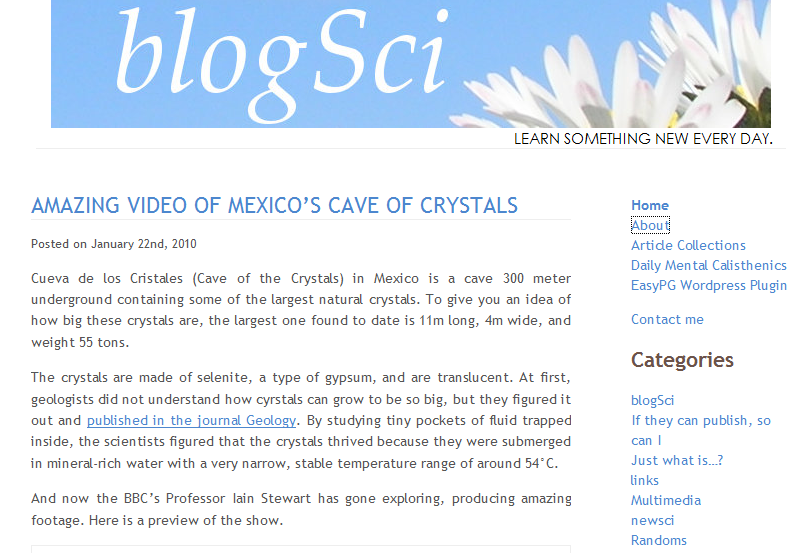 blogSci
LEARN SOMETHING NEW EVERY DAY.
AMAZING VIDEO OF MEXICO'S CAVE OF CRYSTALS
Posted on January 22nd, 2010
Cueva de los Cristales (Cave of the Crystals) in Mexico is a cave 300 meter
underground containing some of the largest natural crystals. To give you an idea of
how big these crystals are, the largest one found to date is 11m long, 4m wide, and
weight 55 tons.
The crystals are made of selenite, a type of gypsum, and are translucent. At first,
geologists did not understand how cyrstals can grow to be so big, but they figured it
out and published in the journal Geology. By studying tiny pockets of fluid trapped
inside, the scientists figured that the crystals thrived because they were submerged
in mineral-rich water with a very narrow, stable temperature range of around 54°C.
And now the BBC's Professor Iain Stewart has gone exploring, producing amazing
footage. Here is a preview of the show.
Home
About
Article Collections
Daily Mental Calisthenics
EasyPG Wordpress Plugin
Contact me
Categories
blogSci
If they can publish, so
can I
Just what is…?
links
Multimedia
newsci
Randoms